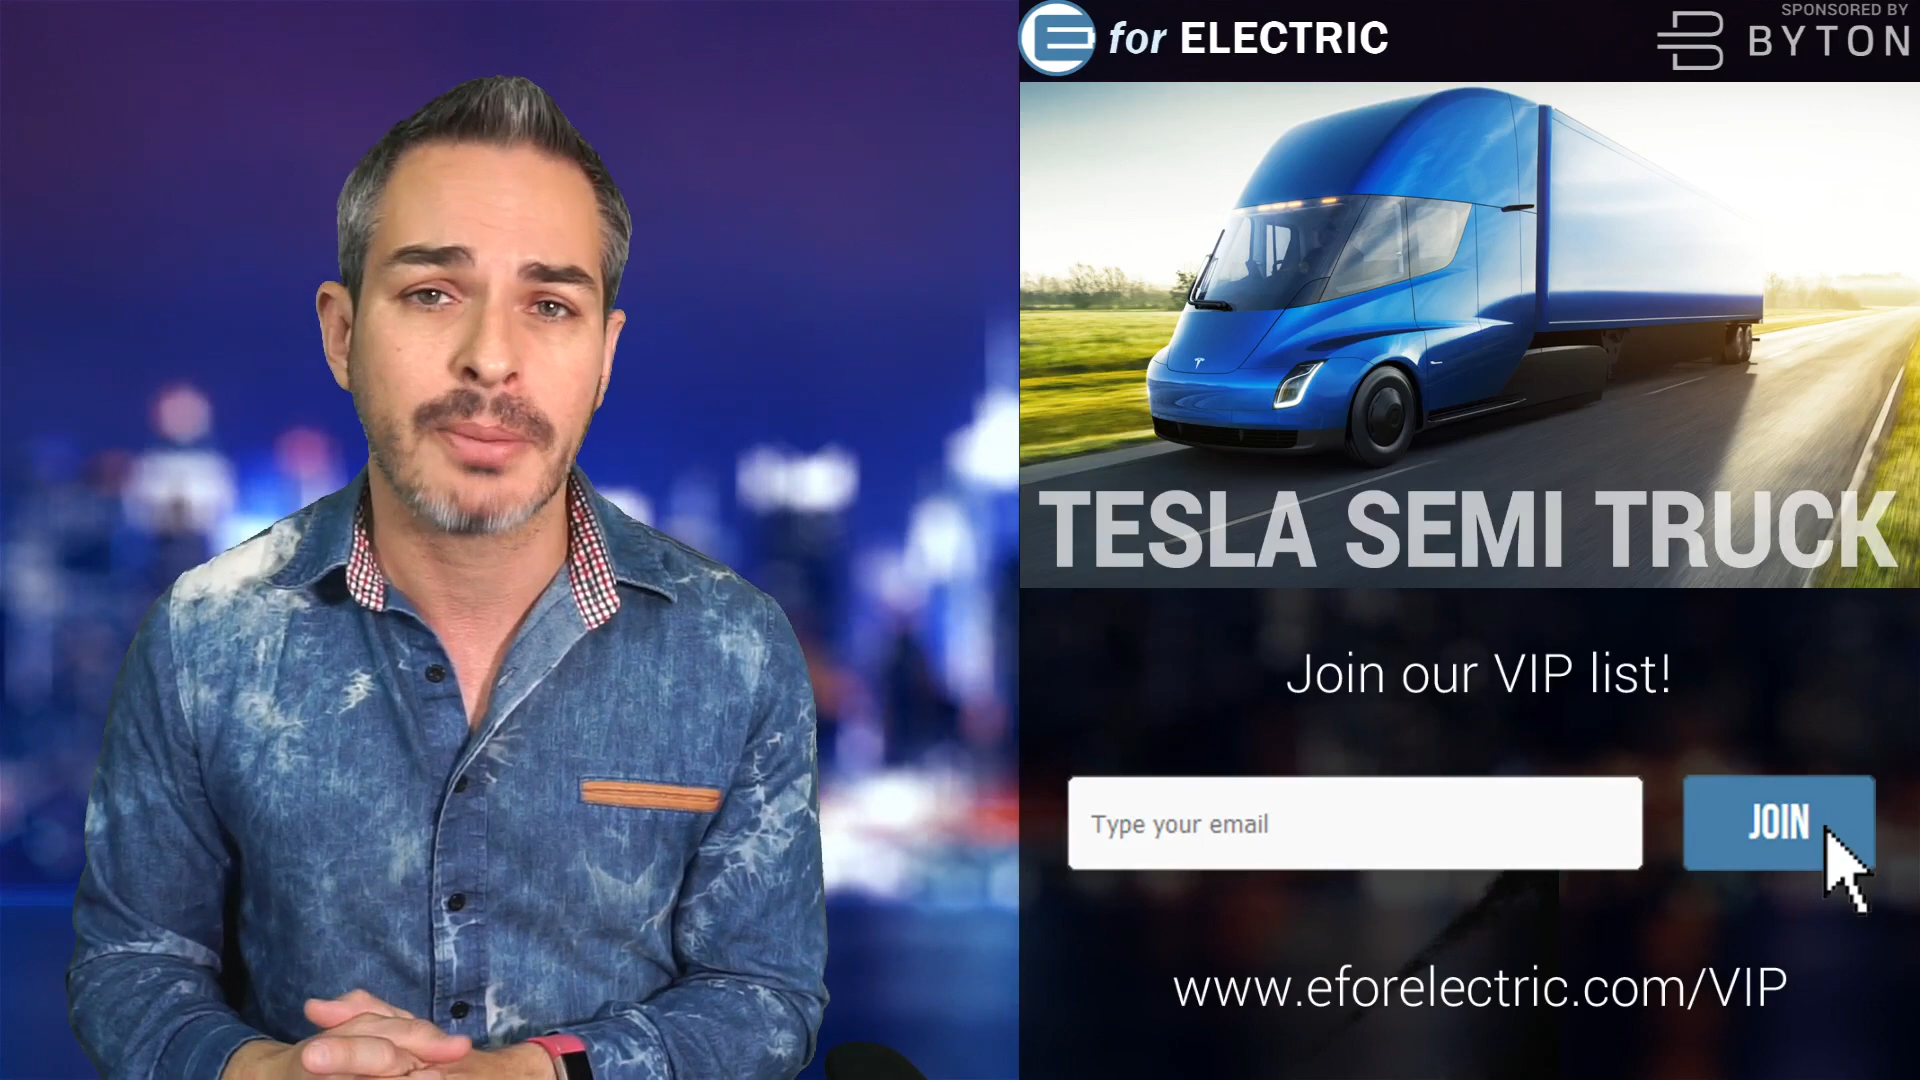 E for ELECTRIC
SPONSORED BY
BYTON
TESLA SEMI TRUCK
Join our VIP list!
Type your email
JOIN
www.eforelectric.com/VIP